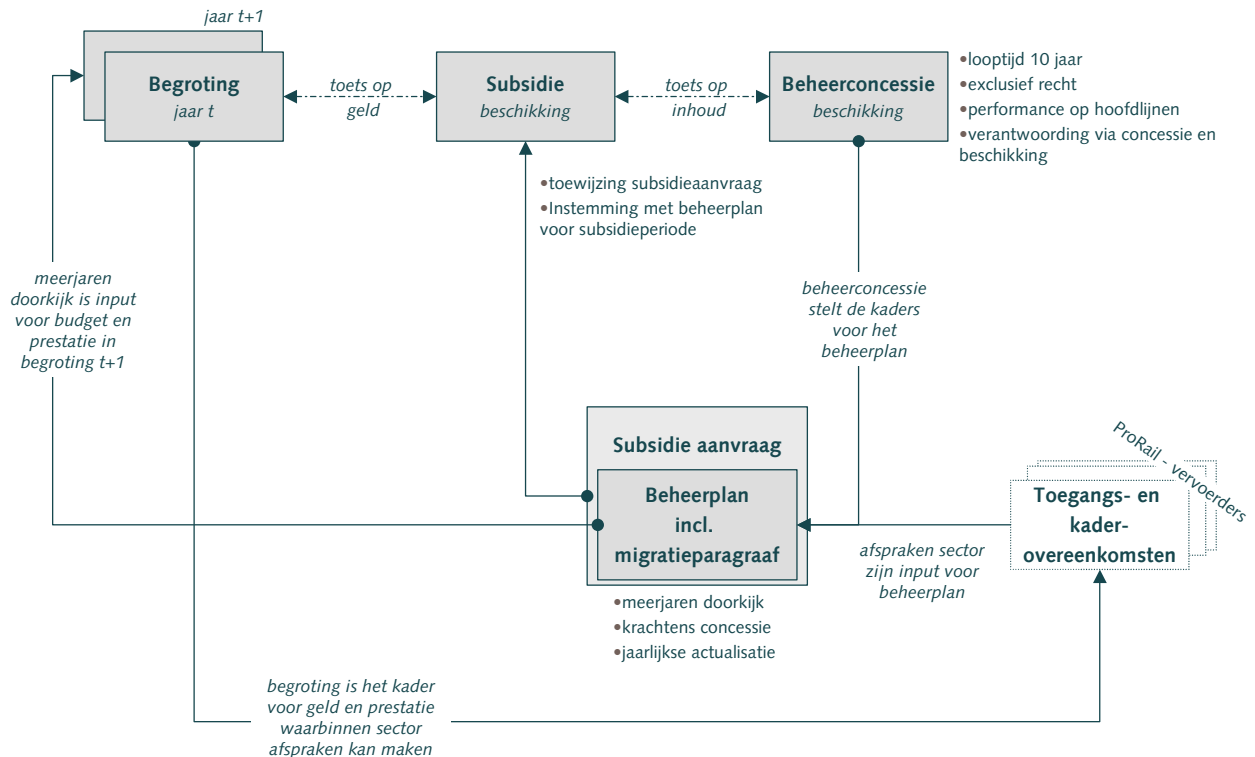 jaar t+1
Begroting
jaar t
toets op
geld
Subsidie
beschikking
toets op
inhoud
Beheerconcessie
beschikking
•looptijd 10 jaar
•exclusief recht
•performance op hoofdlijnen
•verantwoording via concessie en
beschikking
•toewijzing subsidieaanvraag
•Instemming met beheerplan
voor subsidieperiode
meerjaren
doorkijk is input
voor budget en
prestatie in
begroting t+1
beheerconcessie
stelt de kaders
voor het
beheerplan
Subsidie aanvraag
Beheerplan
incl.
migratieparagraaf
•meerjaren doorkijk
•krachtens concessie
•jaarlijkse actualisatie
afspraken sector
zijn input voor
beheerplan
ProRail - vervoerders
Toegangs- en
kader-
overeenkomsten
begroting is het kader
voor geld en prestatie
waarbinnen sector
afspraken kan maken